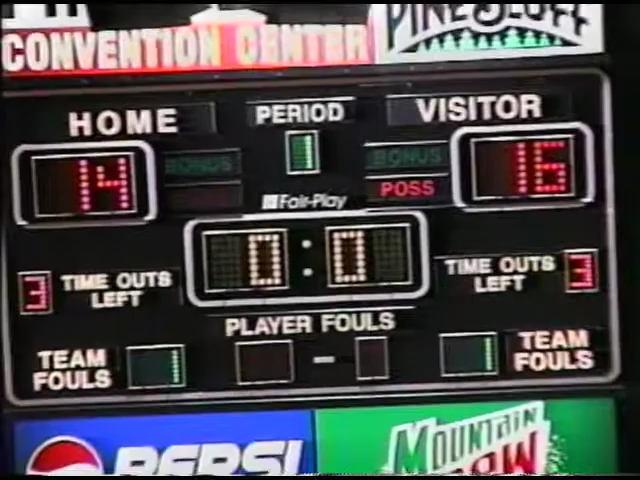 CONVENTION CENTER
PINE BLUFF
HOME
PERIOD
VISITOR
14
BONUS
1
BONUS
16
POSS
Fair-Play
0:0
3
TIME OUTS
LEFT
TIME OUTS
LEFT
3
PLAYER FOULS
TEAM
FOULS
1
-
1
TEAM
FOULS
PEPSI
MOUNTAIN
DEW